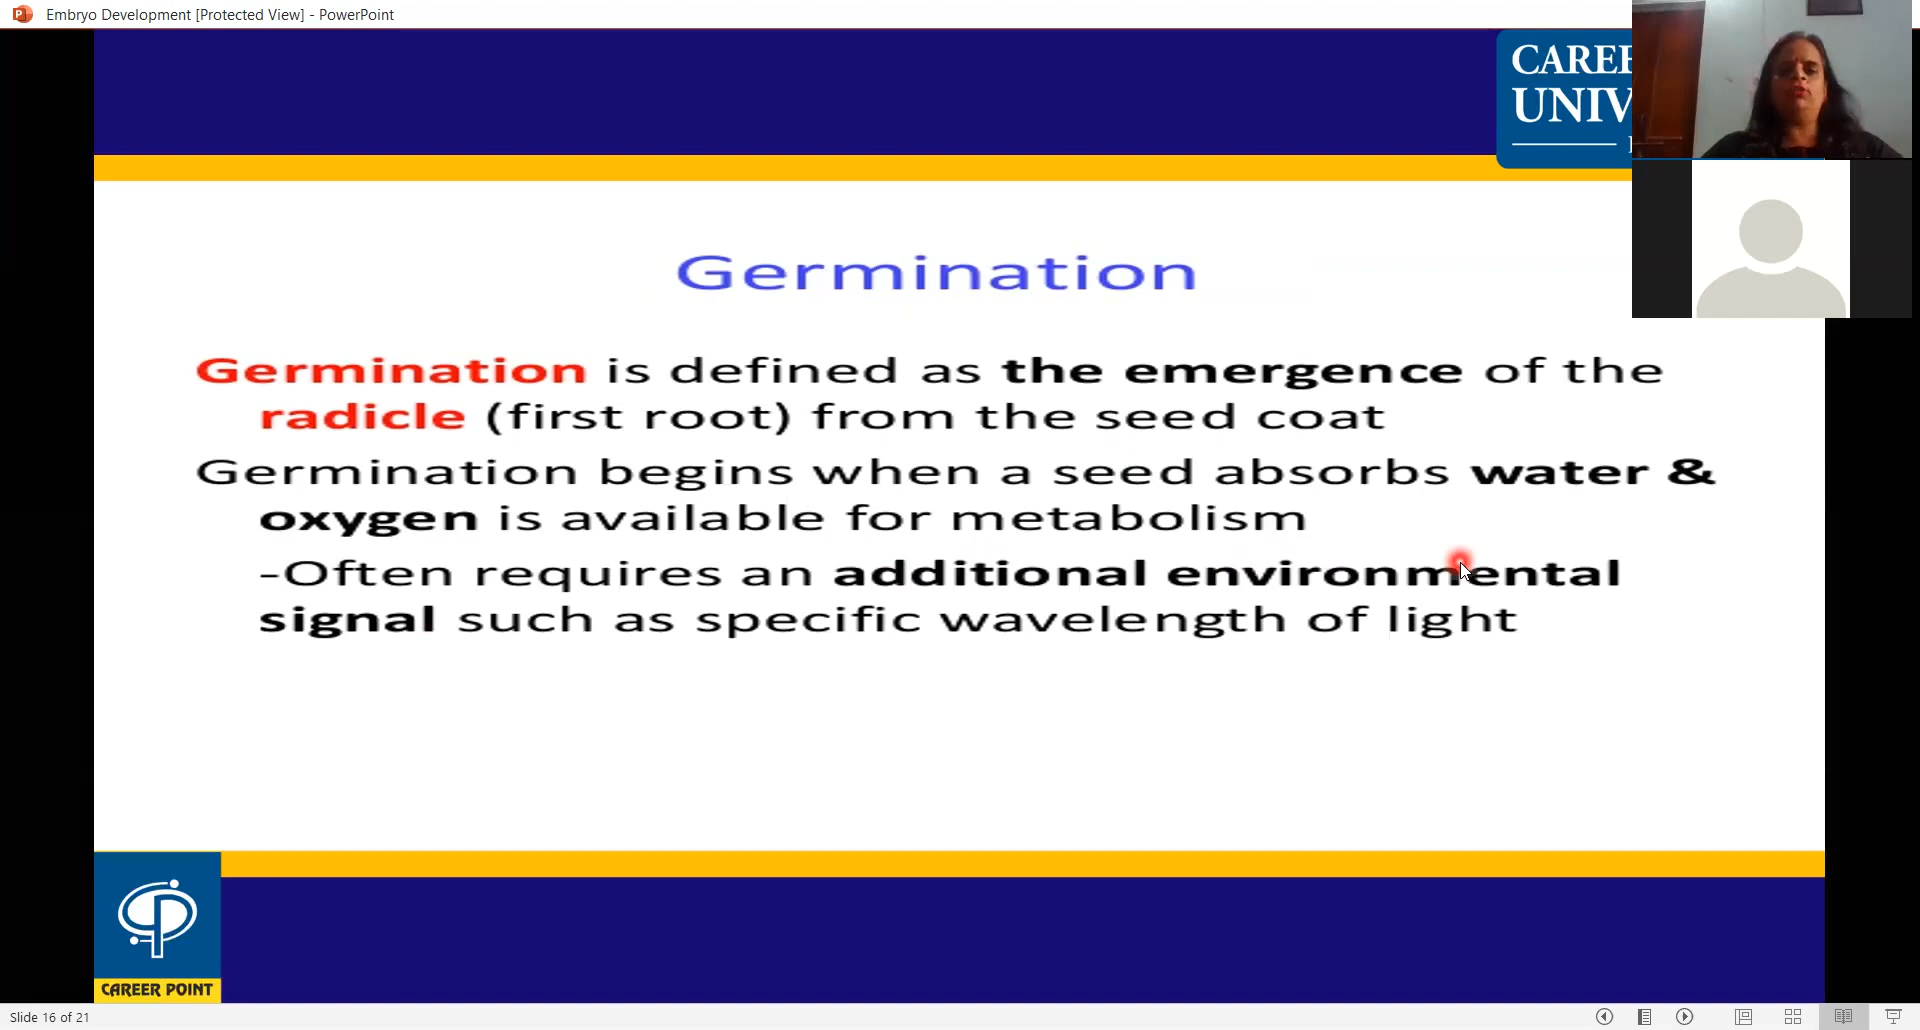 Embryo Development [Protected View] - PowerPoint
Germination
Germination is defined as the emergence of the
radicle (first root) from the seed coat
Germination begins when a seed absorbs water &
oxygen is available for metabolism
-Often requires an additional environmental
signal such as specific wavelength of light
CAREER POINT
Slide 16 of 21